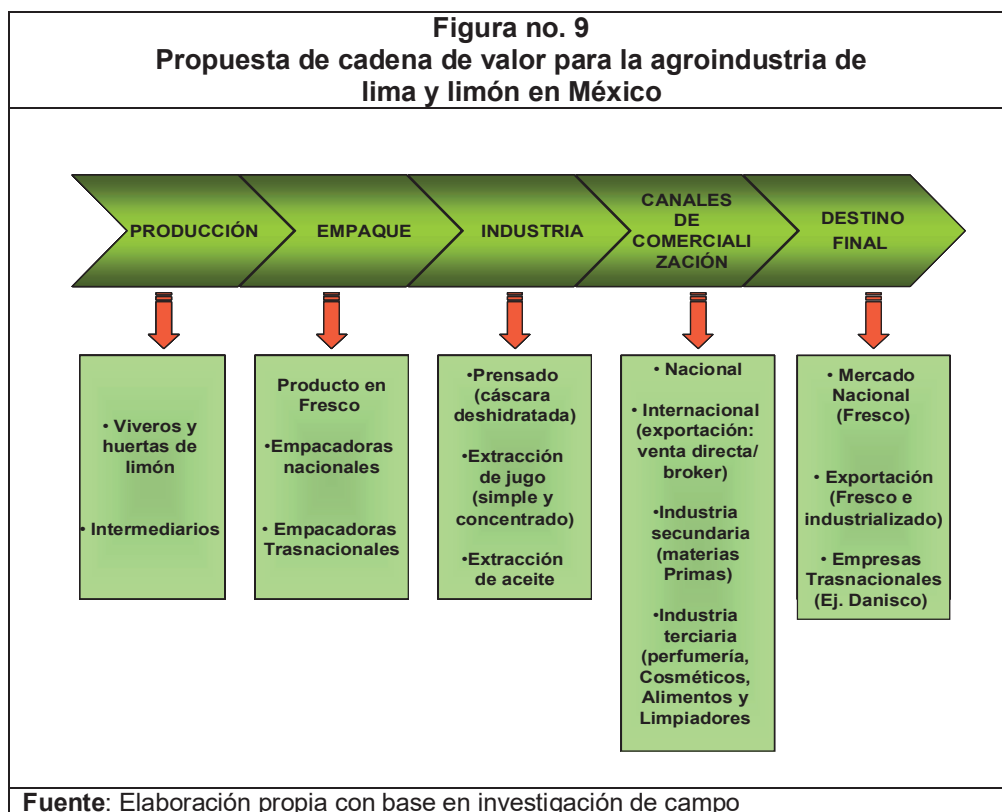 Figura no. 9
Propuesta de cadena de valor para la agroindustria de
lima y limón en México
PRODUCCIÓN
EMPAQUE
INDUSTRIA
CANALES
DE
COMERCIALI
ZACIÓN
DESTINO
FINAL
• Viveros y
huertas de
limón
• Intermediarios
Producto en
Fresco
•Empacadoras
nacionales
• Empacadoras
Trasnacionales
•Prensado
(cáscara
deshidratada)
•Extracción
de jugo
(simple y
concentrado)
•Extracción
de aceite
• Nacional
• Internacional
(exportación:
venta directa/
broker)
•Industria
secundaria
(materias
Primas)
•Industria
terciaria
(perfumería,
Cosméticos,
Alimentos y
Limpiadores
• Mercado
Nacional
(Fresco)
• Exportación
(Fresco e
industrializado)
• Empresas
Trasnacionales
(Ej. Danisco)
Fuente: Elaboración propia con base en investigación de campo